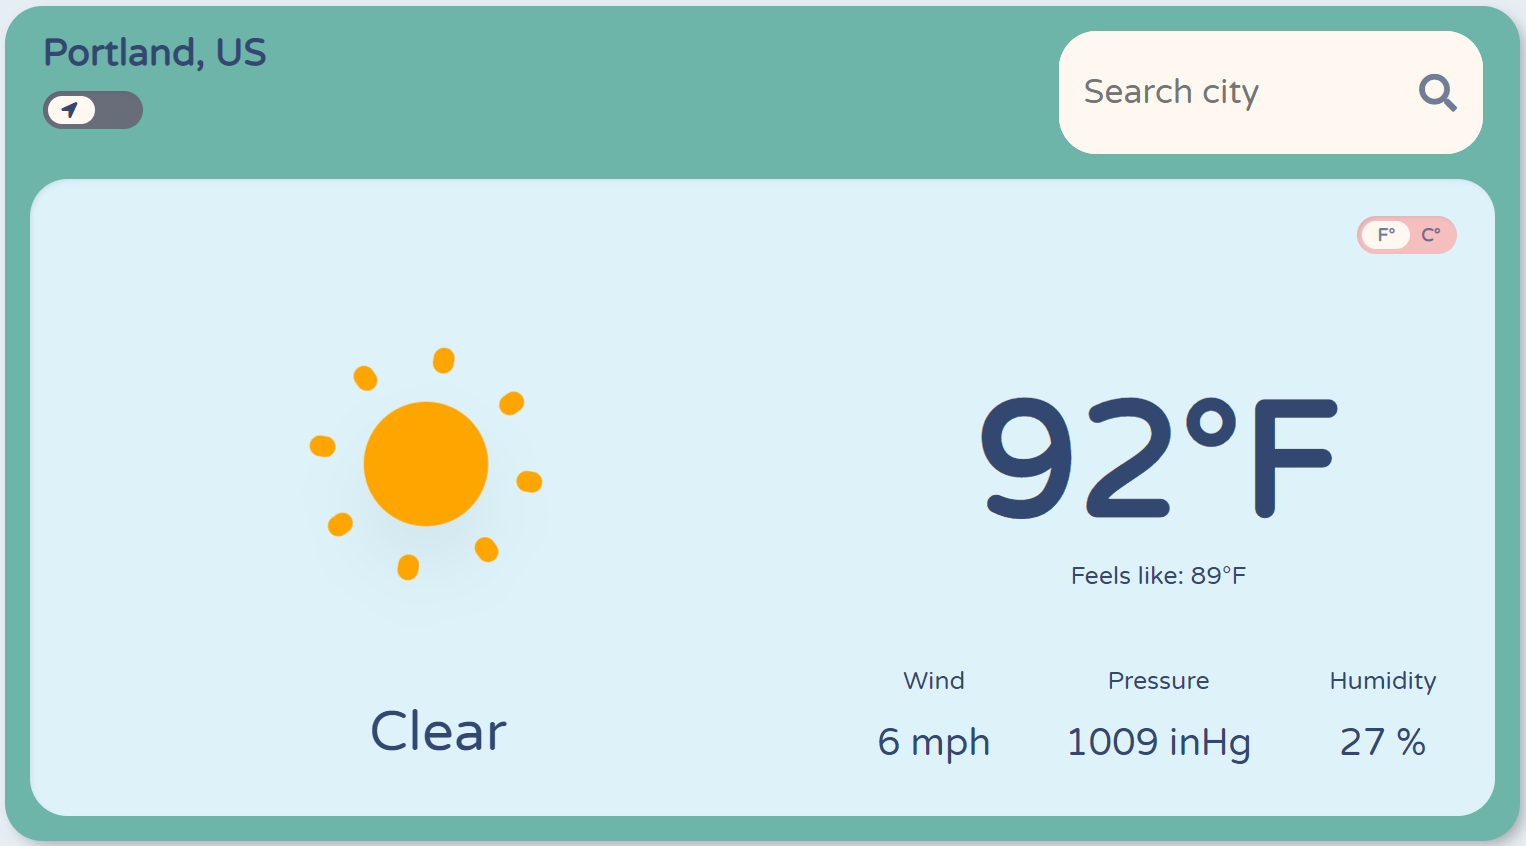 Portland, US
Search city
F° C°
92°F
Feels like: 89°F
Wind Pressure Humidity
6 mph 1009 inHg 27 %
Clear